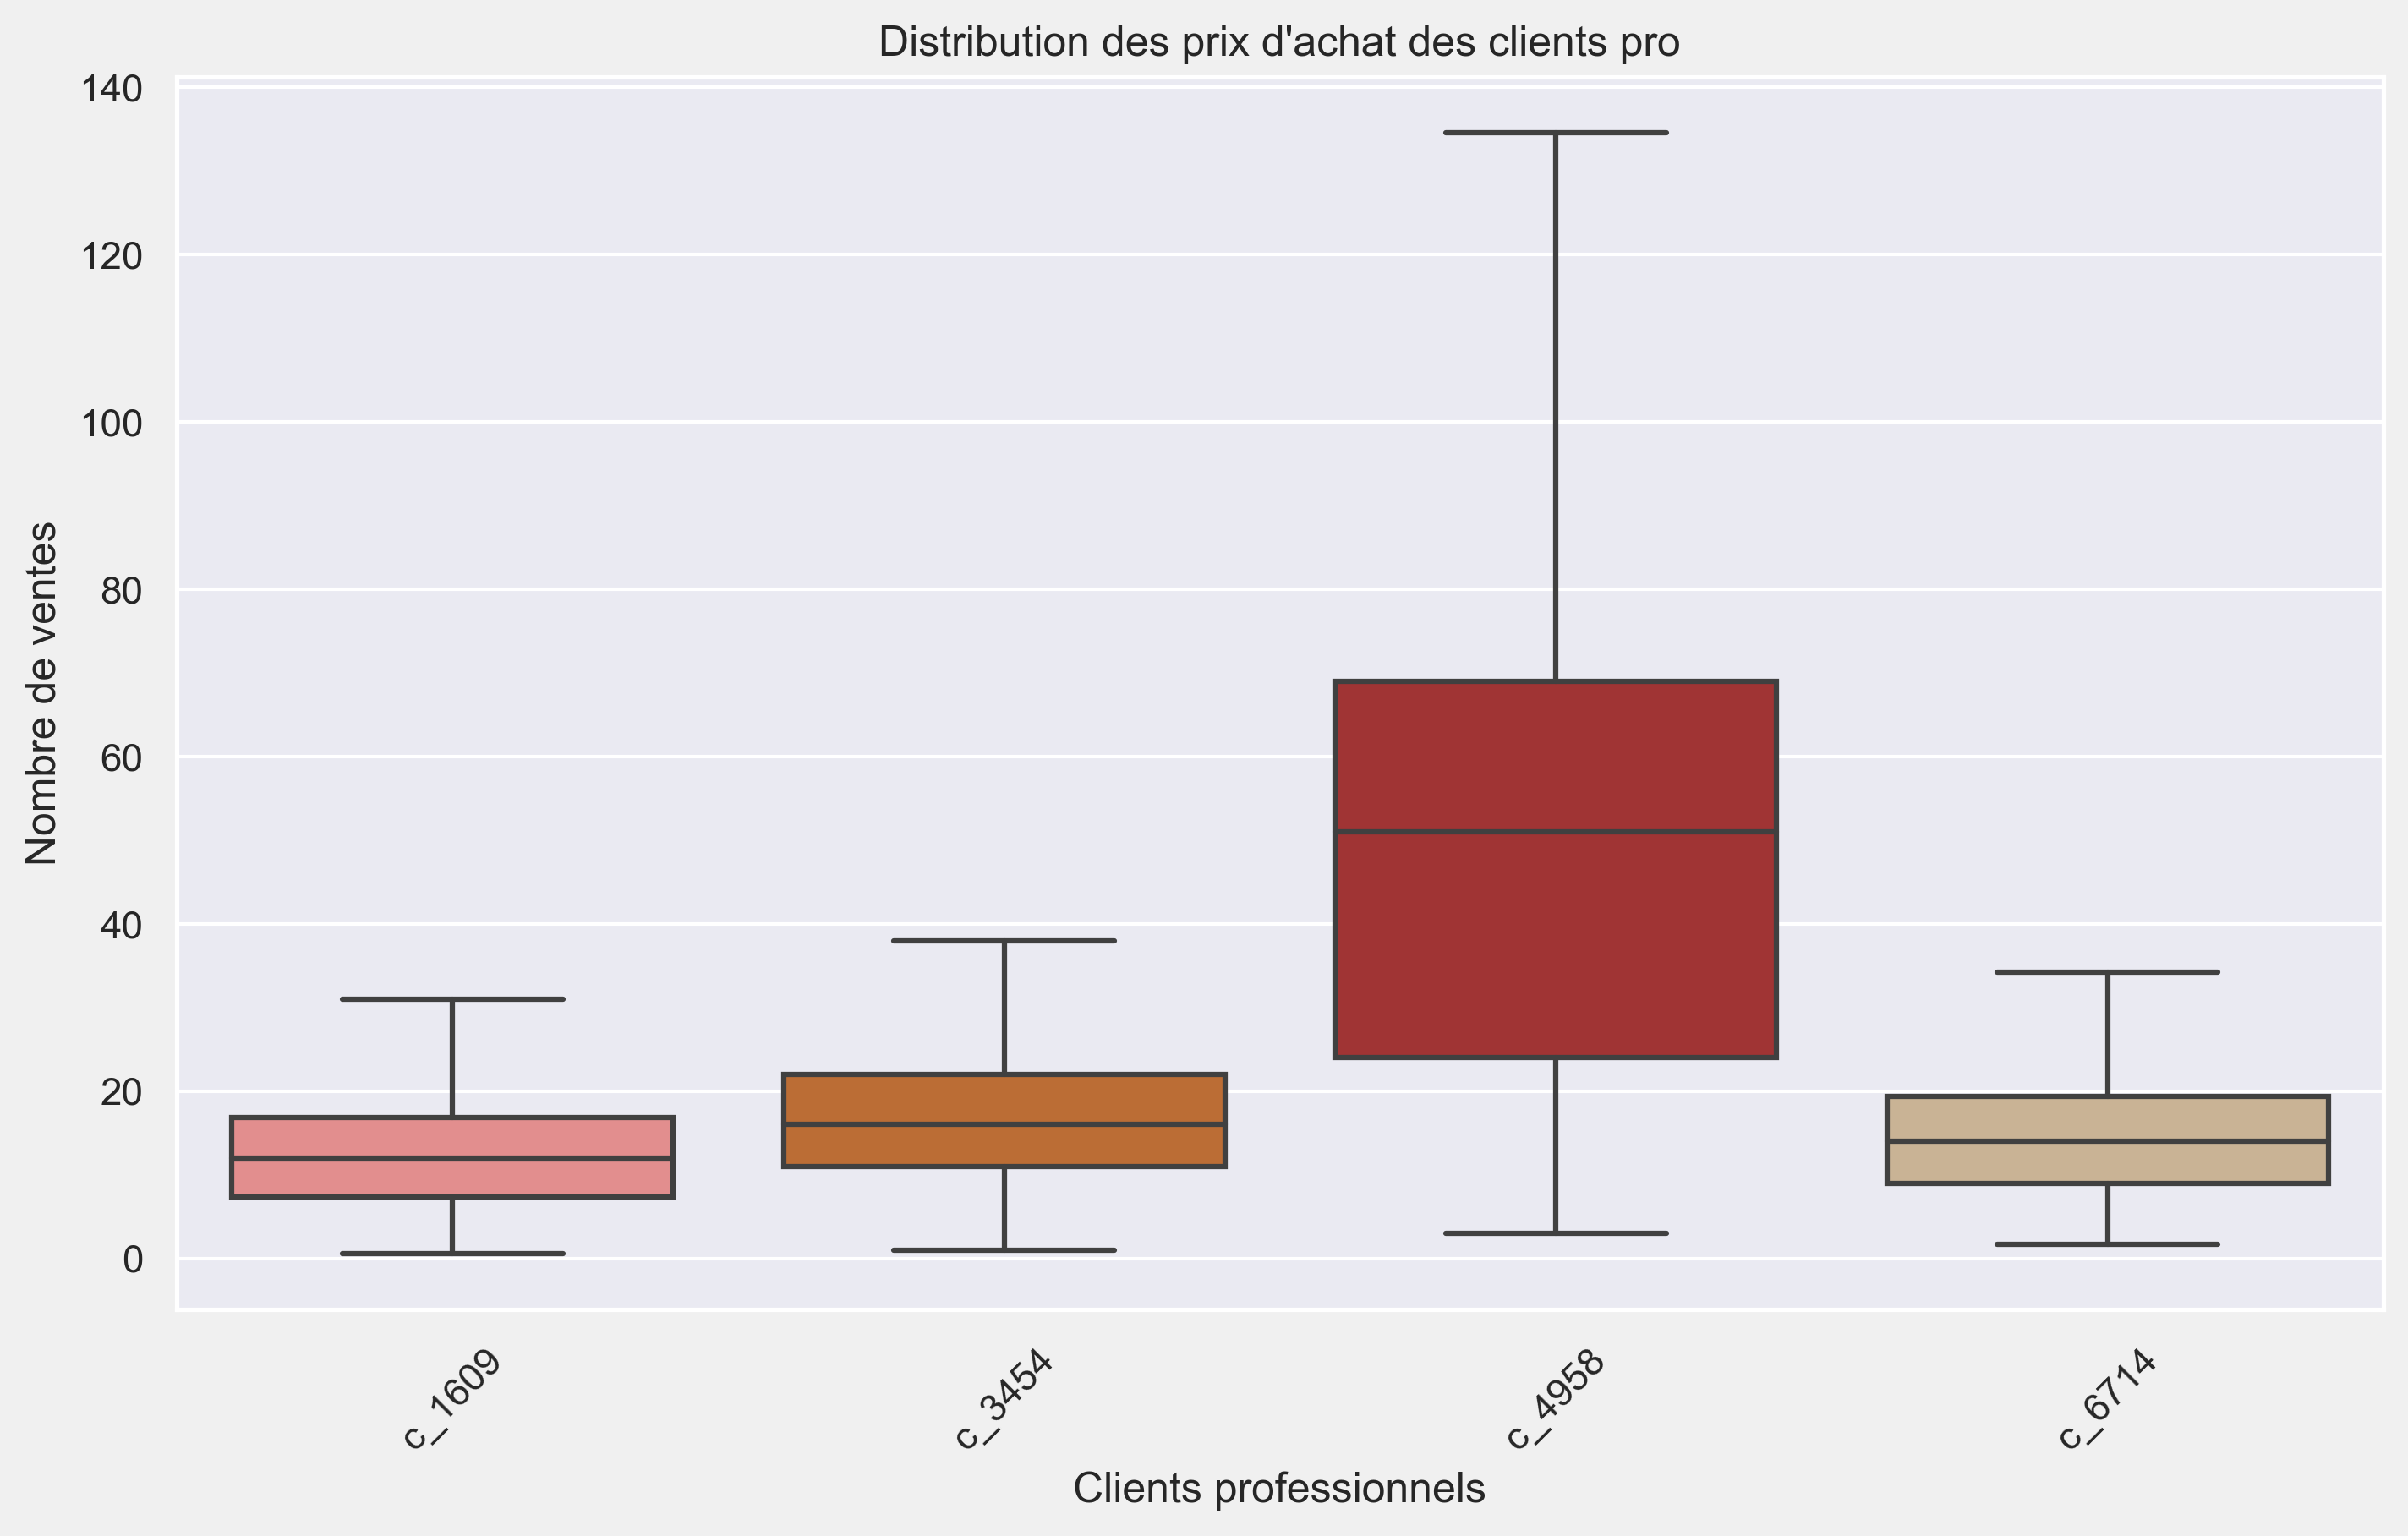 Distribution des prix d'achat des clients pro
140
120
100
80
60
40
20
0
Nombre de ventes
c_1609
c_3454
c_4958
c_6714
Clients professionnels